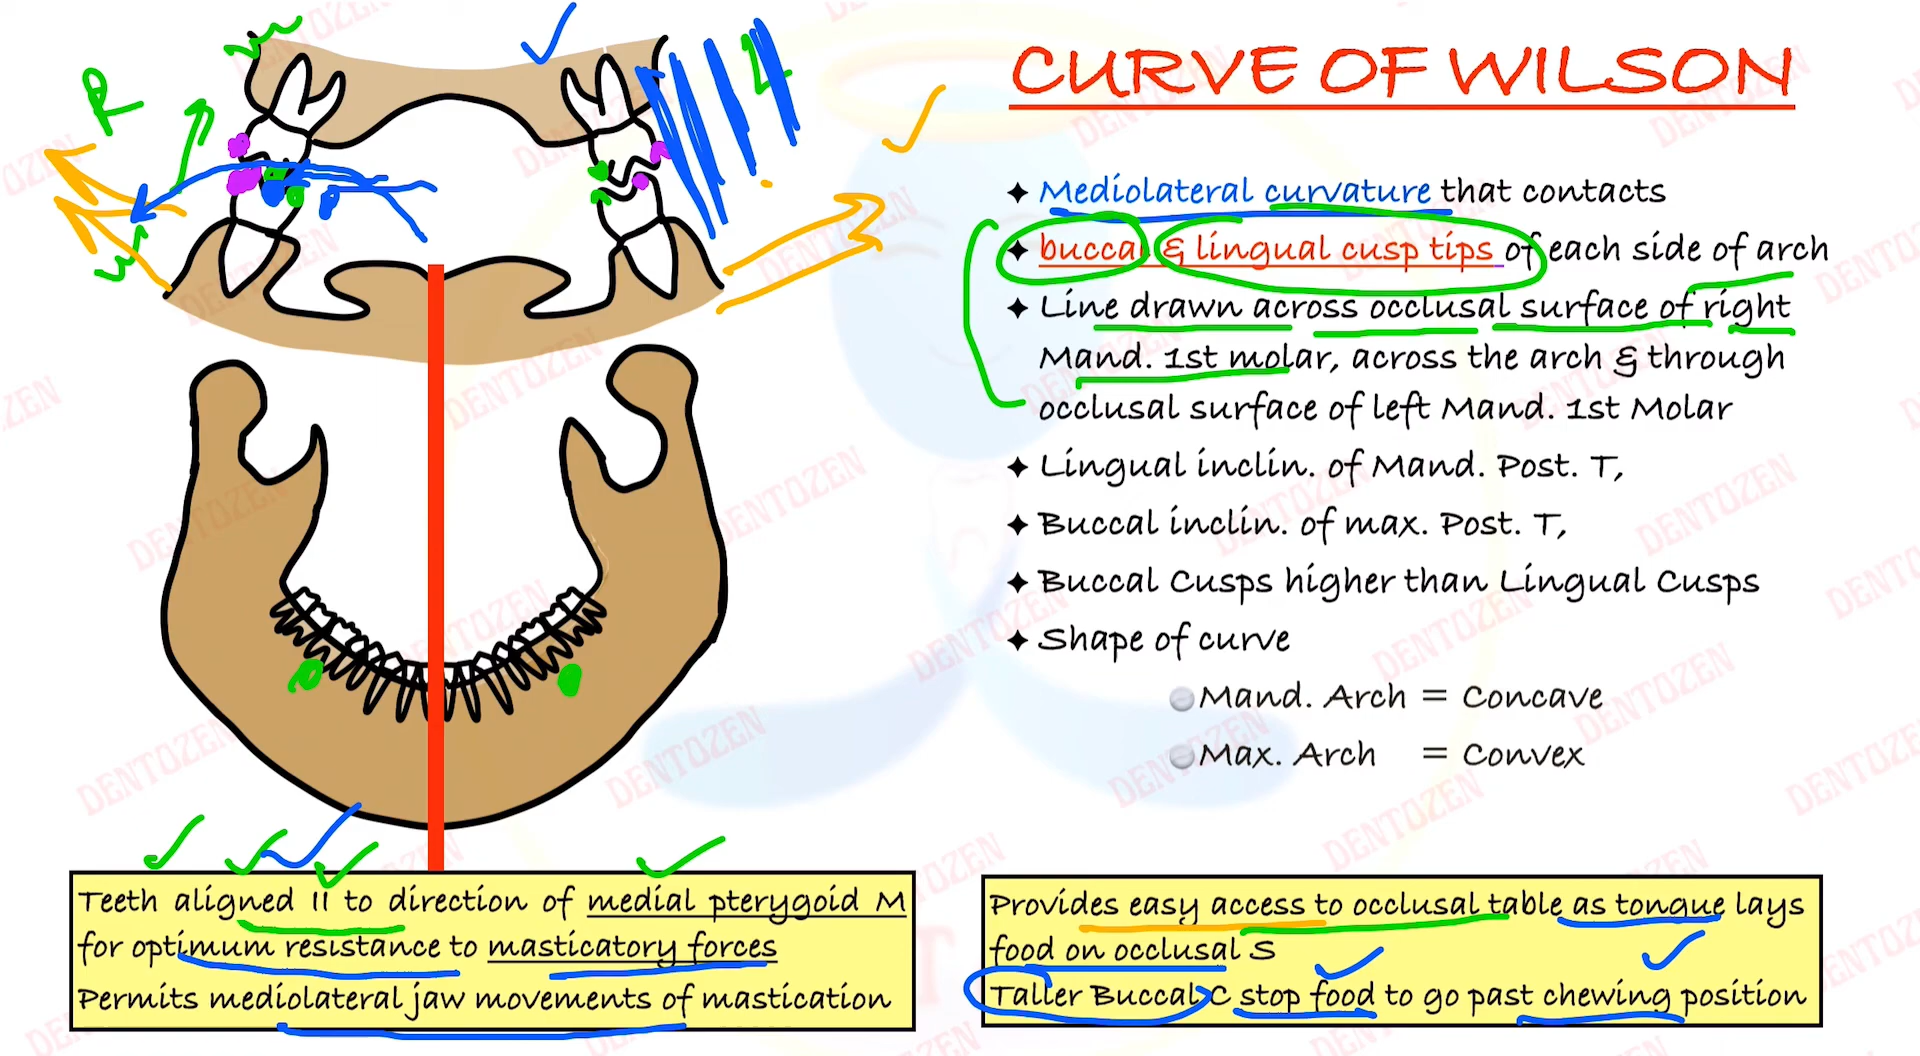 CURVE OF WILSON
R
✦ Mediolateral curvature that contacts
✦ buccal & lingual cusp tips of each side of arch
✦ Line drawn across occlusal surface of right
Mand. 1st molar, across the arch & through
occlusal surface of left Mand. 1st Molar
✦ Lingual inclin. of Mand. Post. T,
✦ Buccal inclin. of max. Post. T,
✦ Buccal Cusps higher than Lingual Cusps
✦ Shape of curve
Mand. Arch = Concave
Max. Arch = Convex
Teeth aligned II to direction of medial pterygoid M
for optimum resistance to masticatory forces
Permits mediolateral jaw movements of mastication
Provides easy access to occlusal table as tongue lays
food on occlusal S
Taller Buccal C stop food to go past chewing position
DENTOZEN